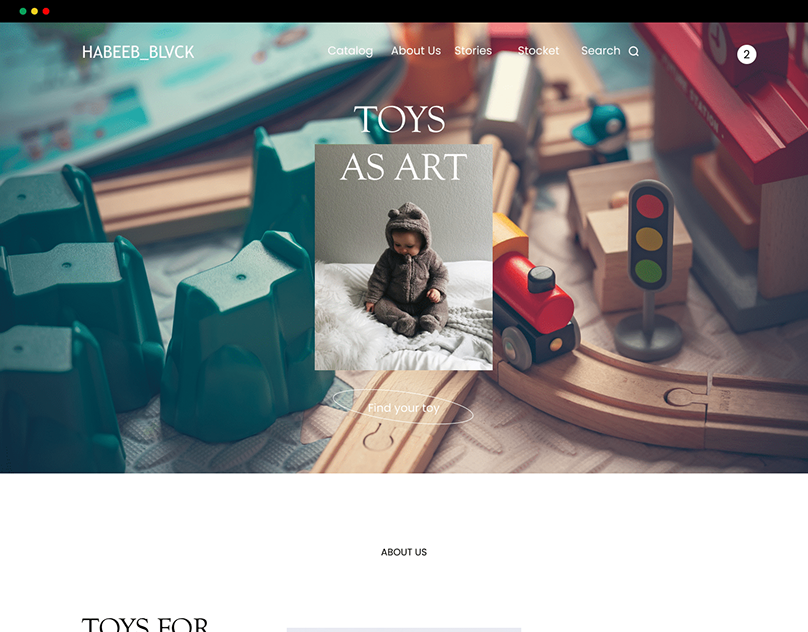 HABEEB_BLVCK
Catalog About Us Stories Stocket Search
2
TOYS
AS ART
Find your toy
ABOUT US
TOYS FOR